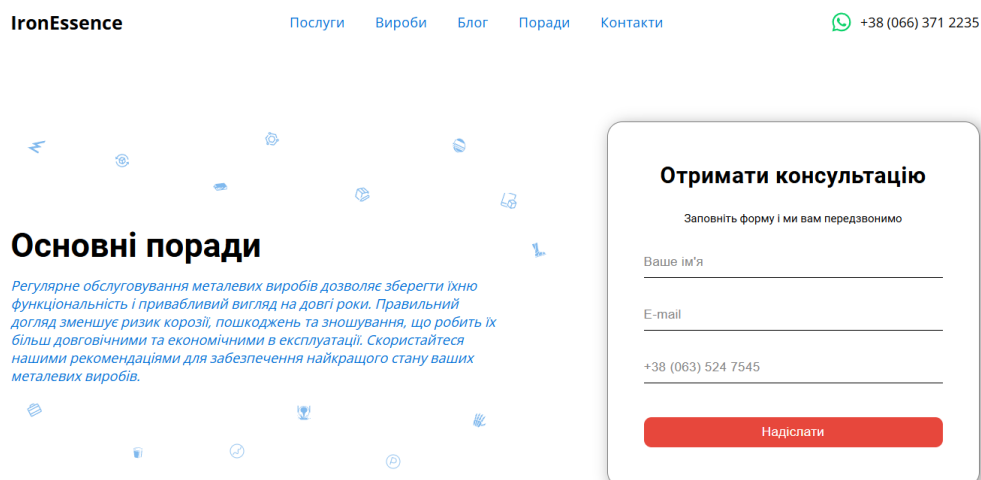 IronEssence
Послуги Вироби Блог Поради Контакти
+38 (066) 371 2235
Основні поради
Регулярне обслуговування металевих виробів дозволяє зберегти їхню
функціональність і привабливий вигляд на довгі роки. Правильний
догляд зменшує ризик корозії, пошкоджень та зношування, що робить їх
більш довговічними та економічними в експлуатації. Скористайтеся
нашими рекомендаціями для забезпечення найкращого стану ваших
металевих виробів.
Отримати консультацію
Заповніть форму і ми вам передзвонимо
Ваше ім'я
E-mail
+38 (063) 524 7545
Надіслати